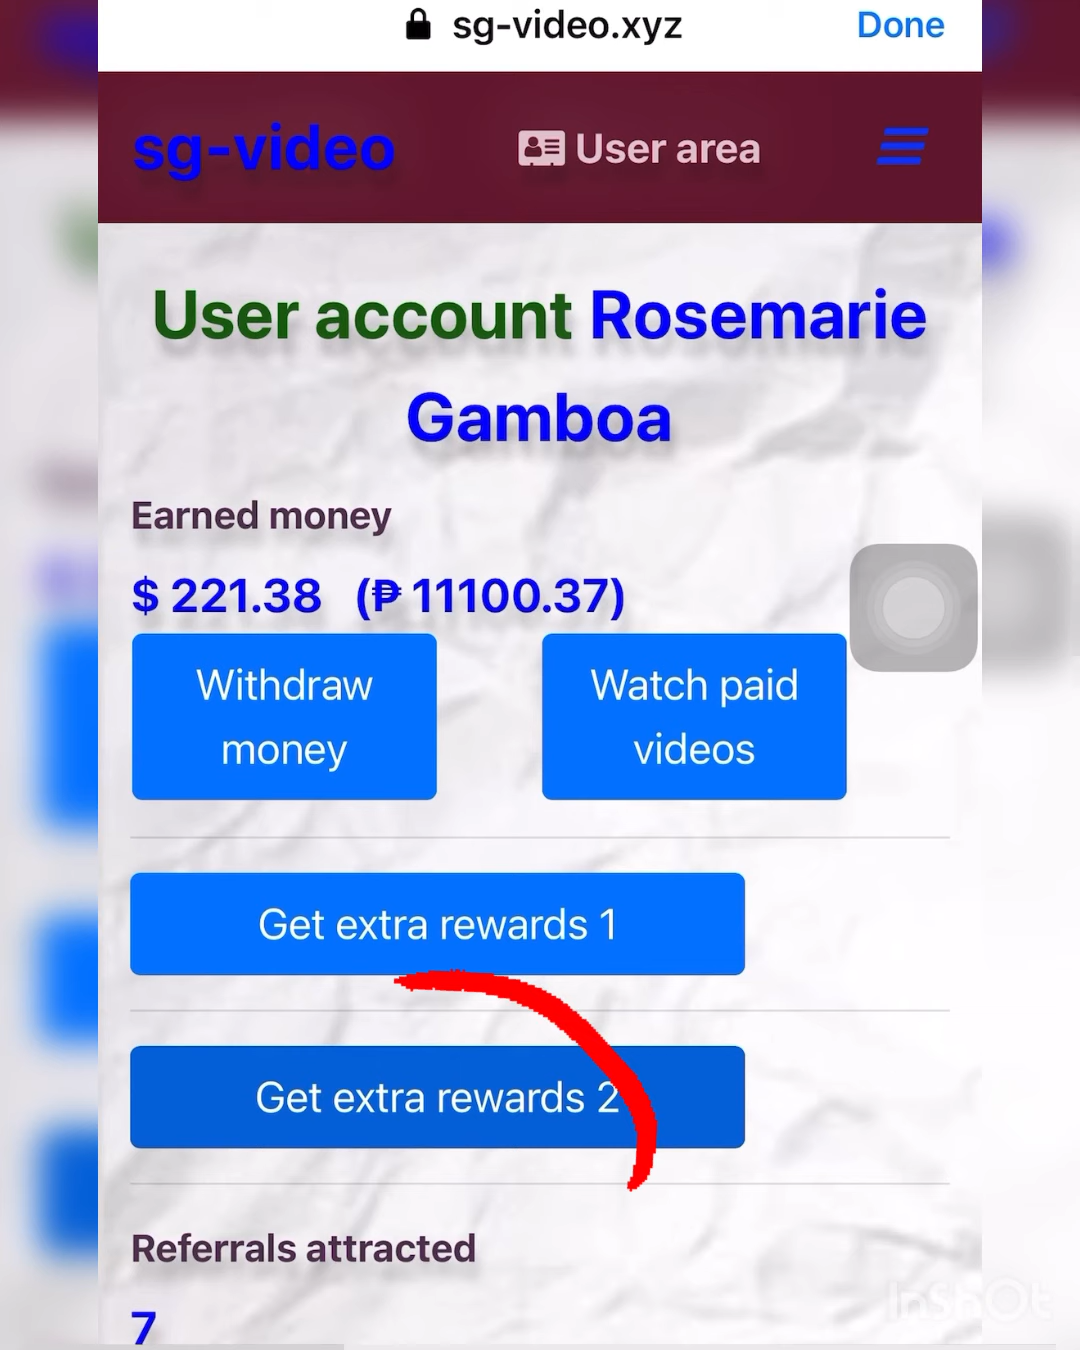 sg-video.xyz Done
sg-video User area
User account Rosemarie
Gamboa
Earned money
$ 221.38 (₱ 11100.37)
Withdraw
money
Watch paid
videos
Get extra rewards 1
Get extra rewards 2
Referrals attracted
7
InShOt